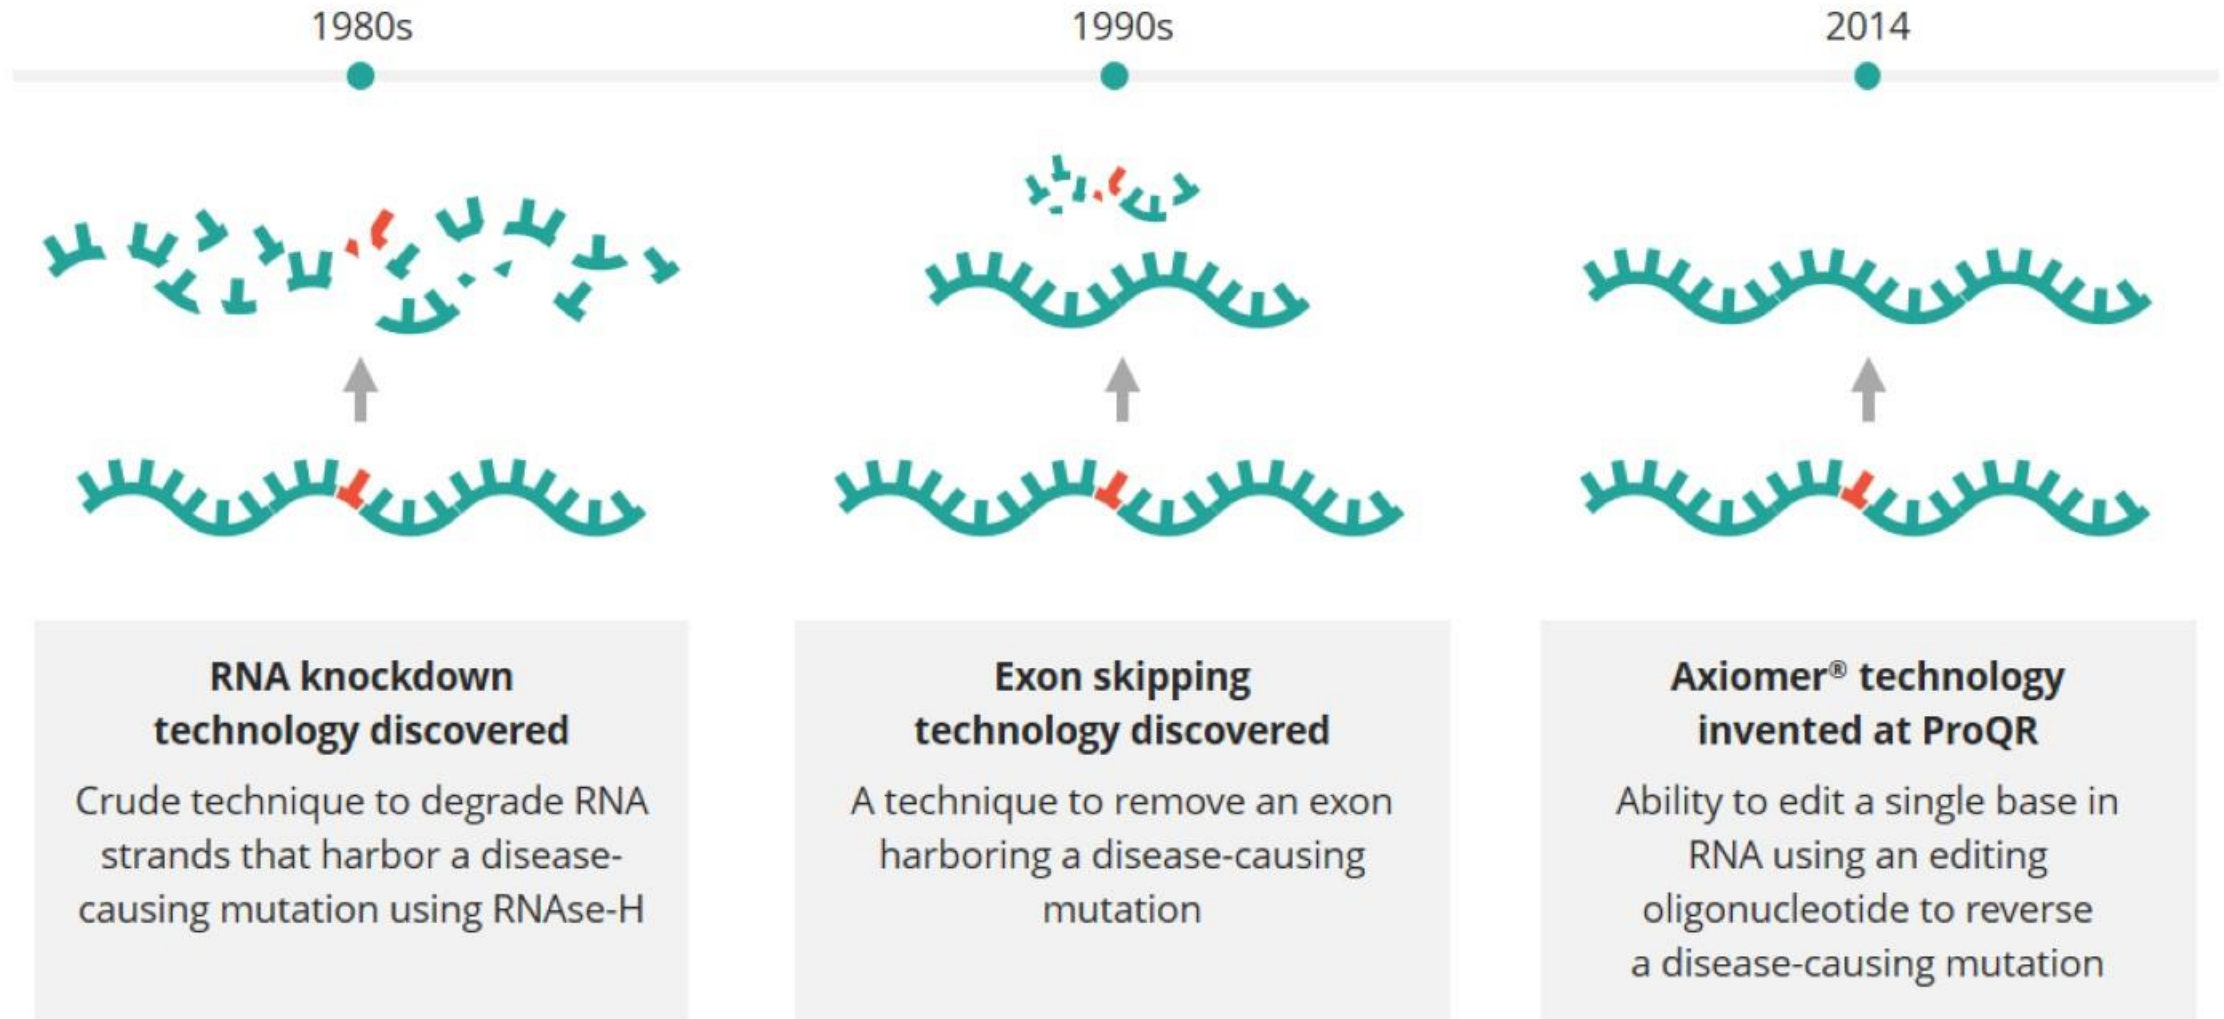 1980s
1990s
2014
RNA knockdown
technology discovered
Crude technique to degrade RNA
strands that harbor a disease-
causing mutation using RNAse-H
Exon skipping
technology discovered
A technique to remove an exon
harboring a disease-causing
mutation
Axiomer® technology
invented at ProQR
Ability to edit a single base in
RNA using an editing
oligonucleotide to reverse
a disease-causing mutation